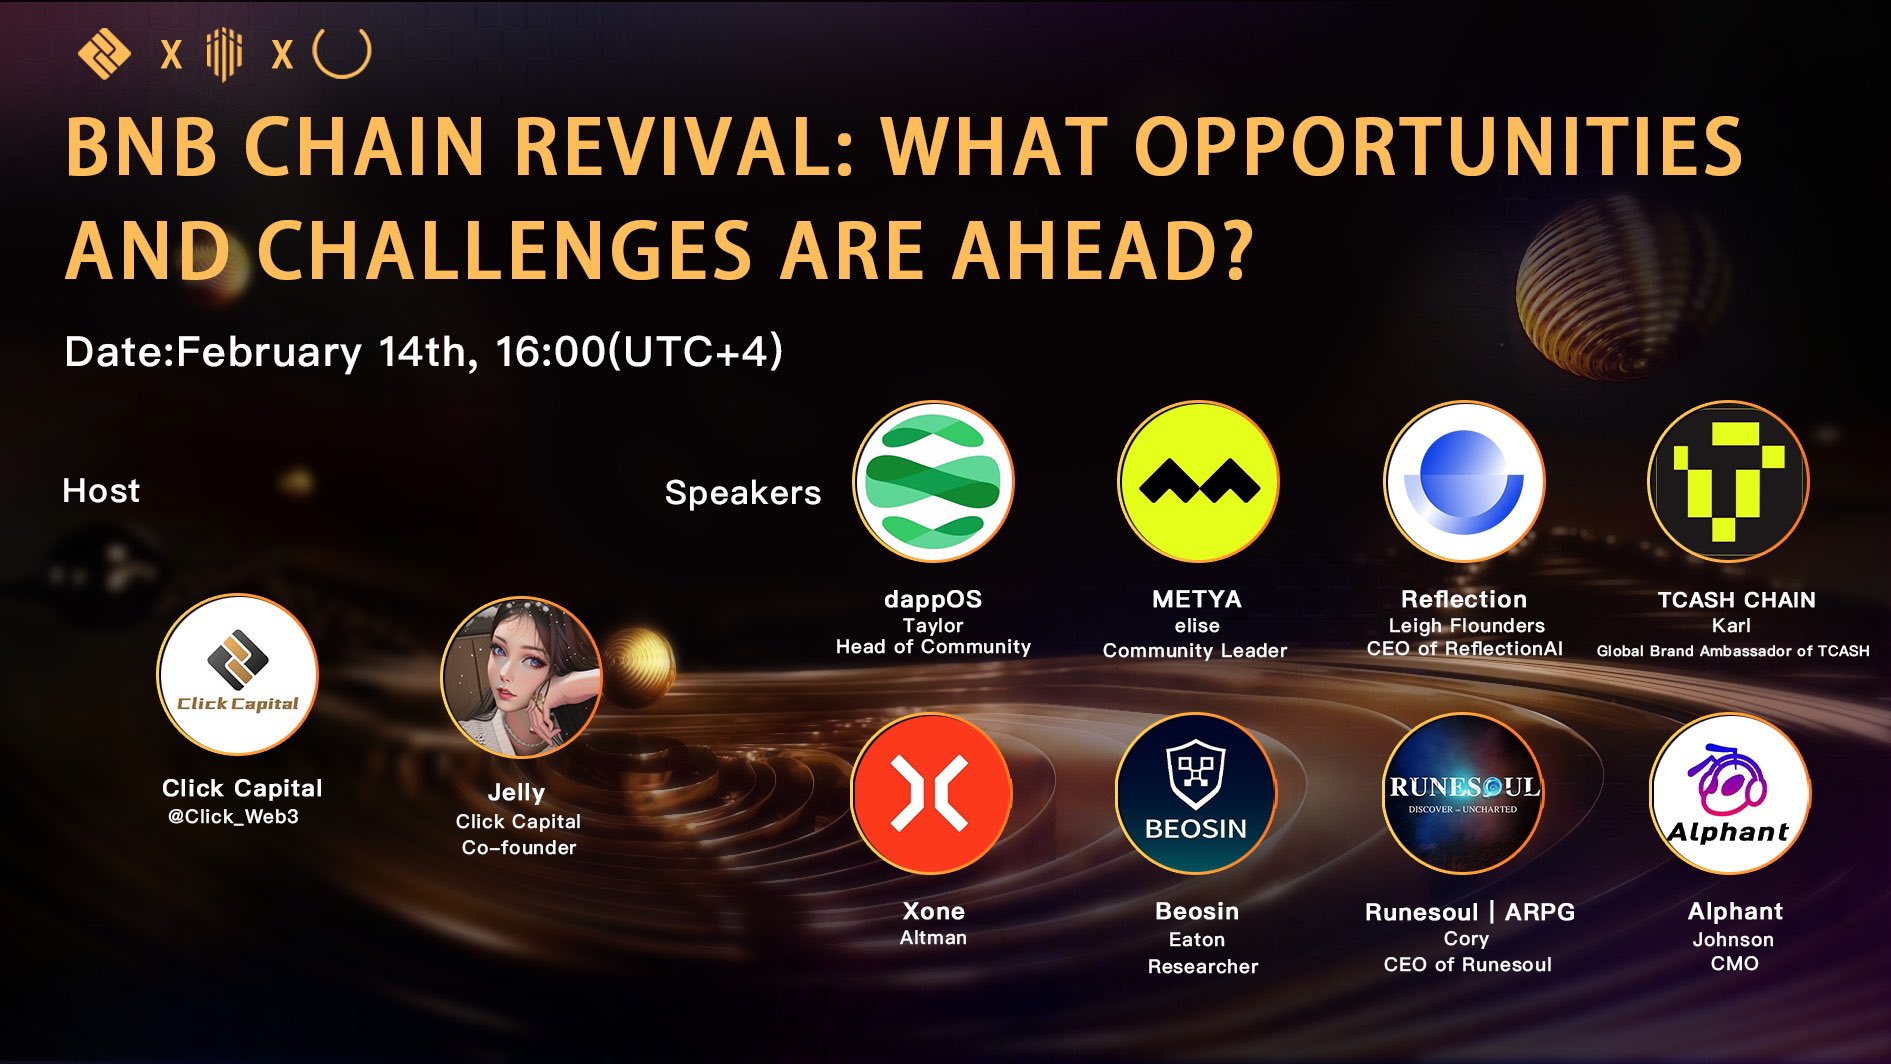 X X
BNB CHAIN REVIVAL: WHAT OPPORTUNITIES
AND CHALLENGES ARE AHEAD?
Date:February 14th, 16:00(UTC+4)
Host
Click Capital
Click Capital
@Click_Web3
Jelly
Click Capital
Co-founder
Speakers
dappOS
Taylor
Head of Community
METYA
elise
Community Leader
Reflection
Leigh Flounders
CEO of ReflectionAI
TCASH CHAIN
Karl
Global Brand Ambassador of TCASH
Xone
Altman
BEOSIN
Beosin
Eaton
Researcher
RUNESOUL
DISCOVER – UNCHARTED
Runesoul | ARPG
Cory
CEO of Runesoul
Alphant
Alphant
Johnson
CMO